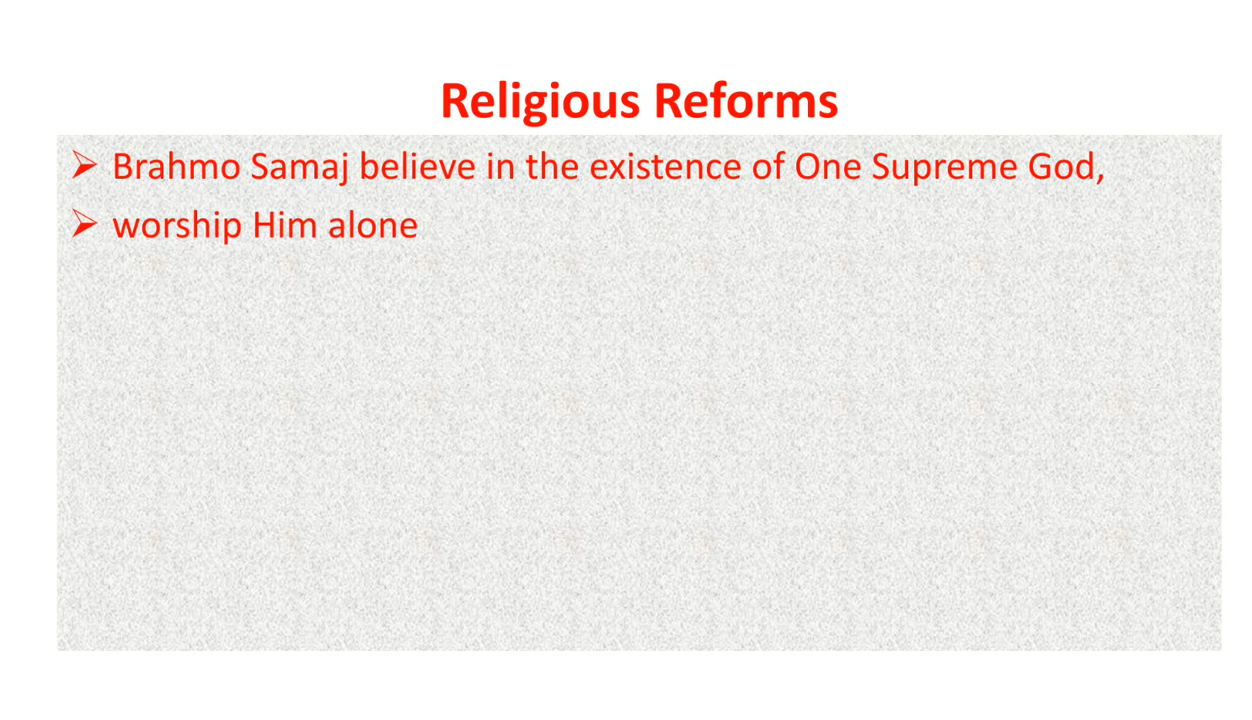 Religious Reforms
➢ Brahmo Samaj believe in the existence of One Supreme God,
➢ worship Him alone